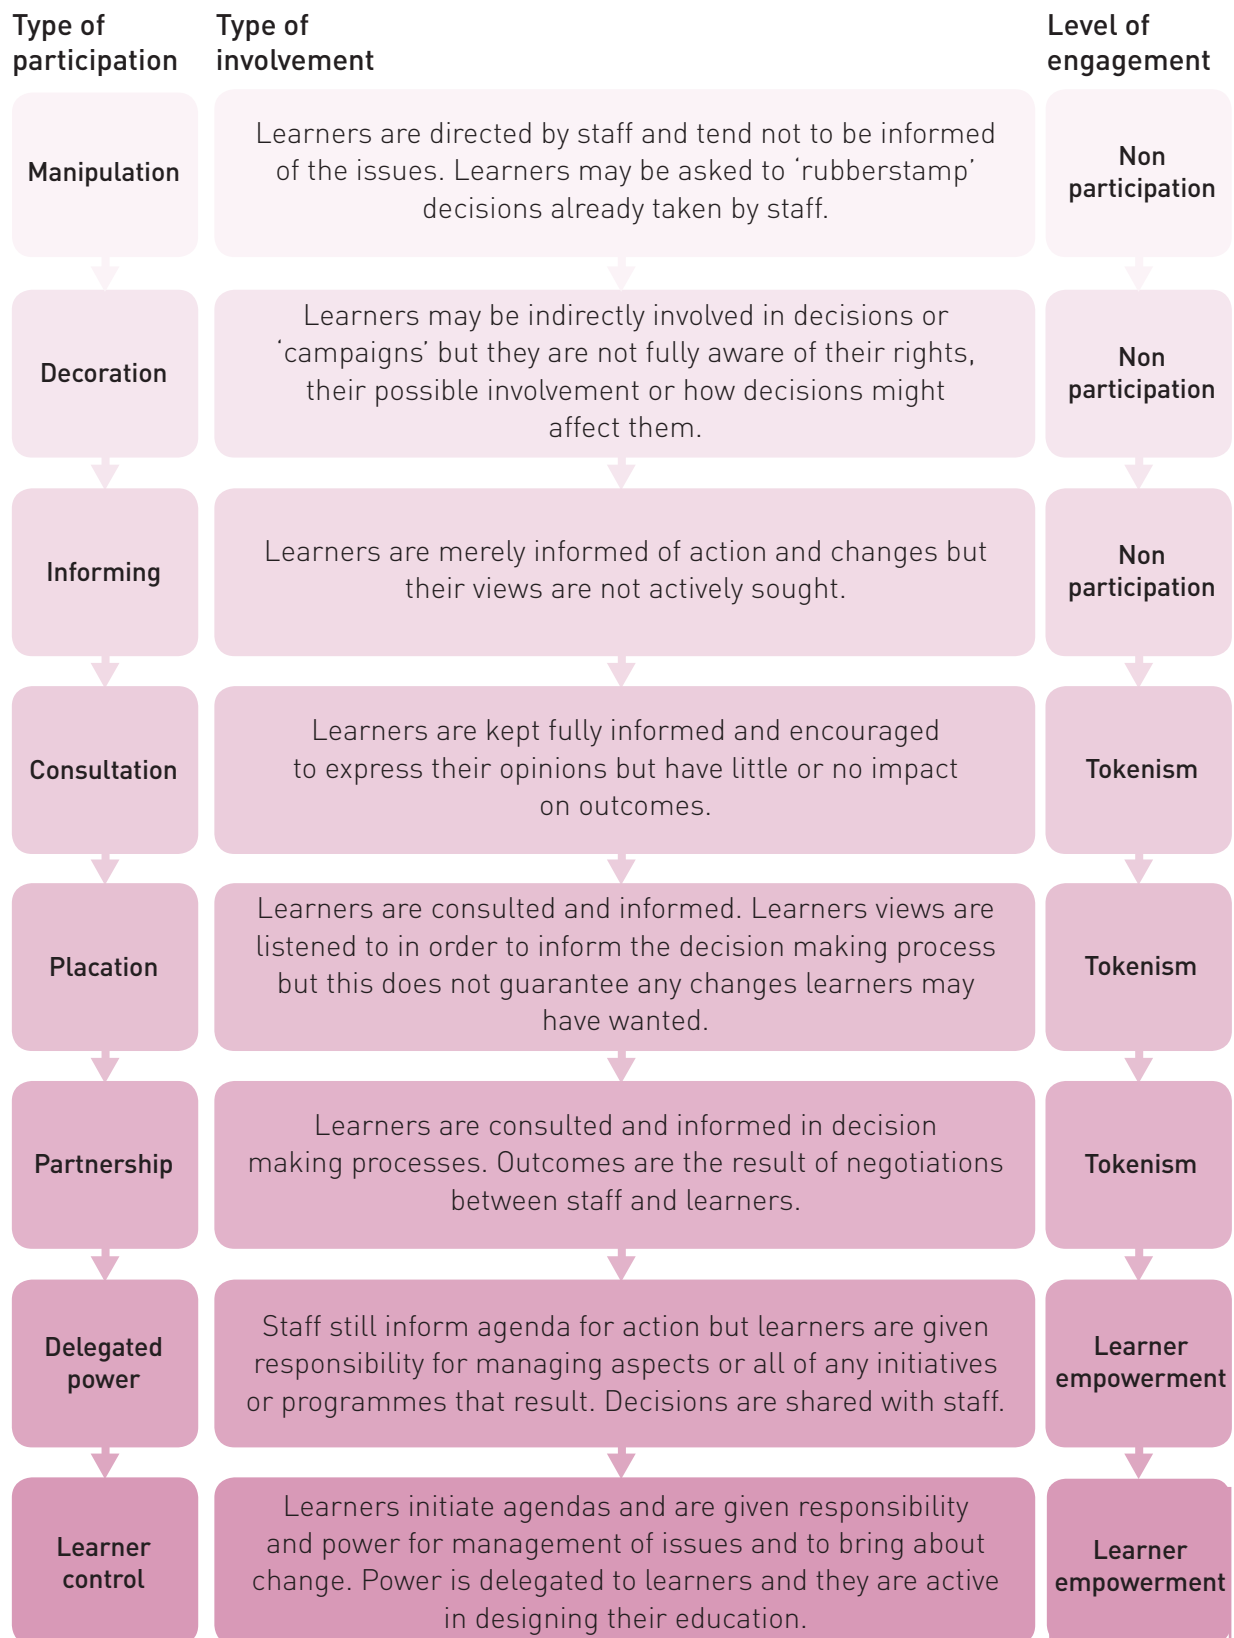 Type of
participation
Type of
involvement
Level of
engagement
Manipulation
Learners are directed by staff and tend not to be informed
of the issues. Learners may be asked to ‘rubberstamp’
decisions already taken by staff.
Non
participation
Decoration
Learners may be indirectly involved in decisions or
‘campaigns’ but they are not fully aware of their rights,
their possible involvement or how decisions might
affect them.
Non
participation
Informing
Learners are merely informed of action and changes but
their views are not actively sought.
Non
participation
Consultation
Learners are kept fully informed and encouraged
to express their opinions but have little or no impact
on outcomes.
Tokenism
Placation
Learners are consulted and informed. Learners views are
listened to in order to inform the decision making process
but this does not guarantee any changes learners may
have wanted.
Tokenism
Partnership
Learners are consulted and informed in decision
making processes. Outcomes are the result of negotiations
between staff and learners.
Tokenism
Delegated
power
Staff still inform agenda for action but learners are given
responsibility for managing aspects or all of any initiatives
or programmes that result. Decisions are shared with staff.
Learner
empowerment
Learner
control
Learners initiate agendas and are given responsibility
and power for management of issues and to bring about
change. Power is delegated to learners and they are active
in designing their education.
Learner
empowerment